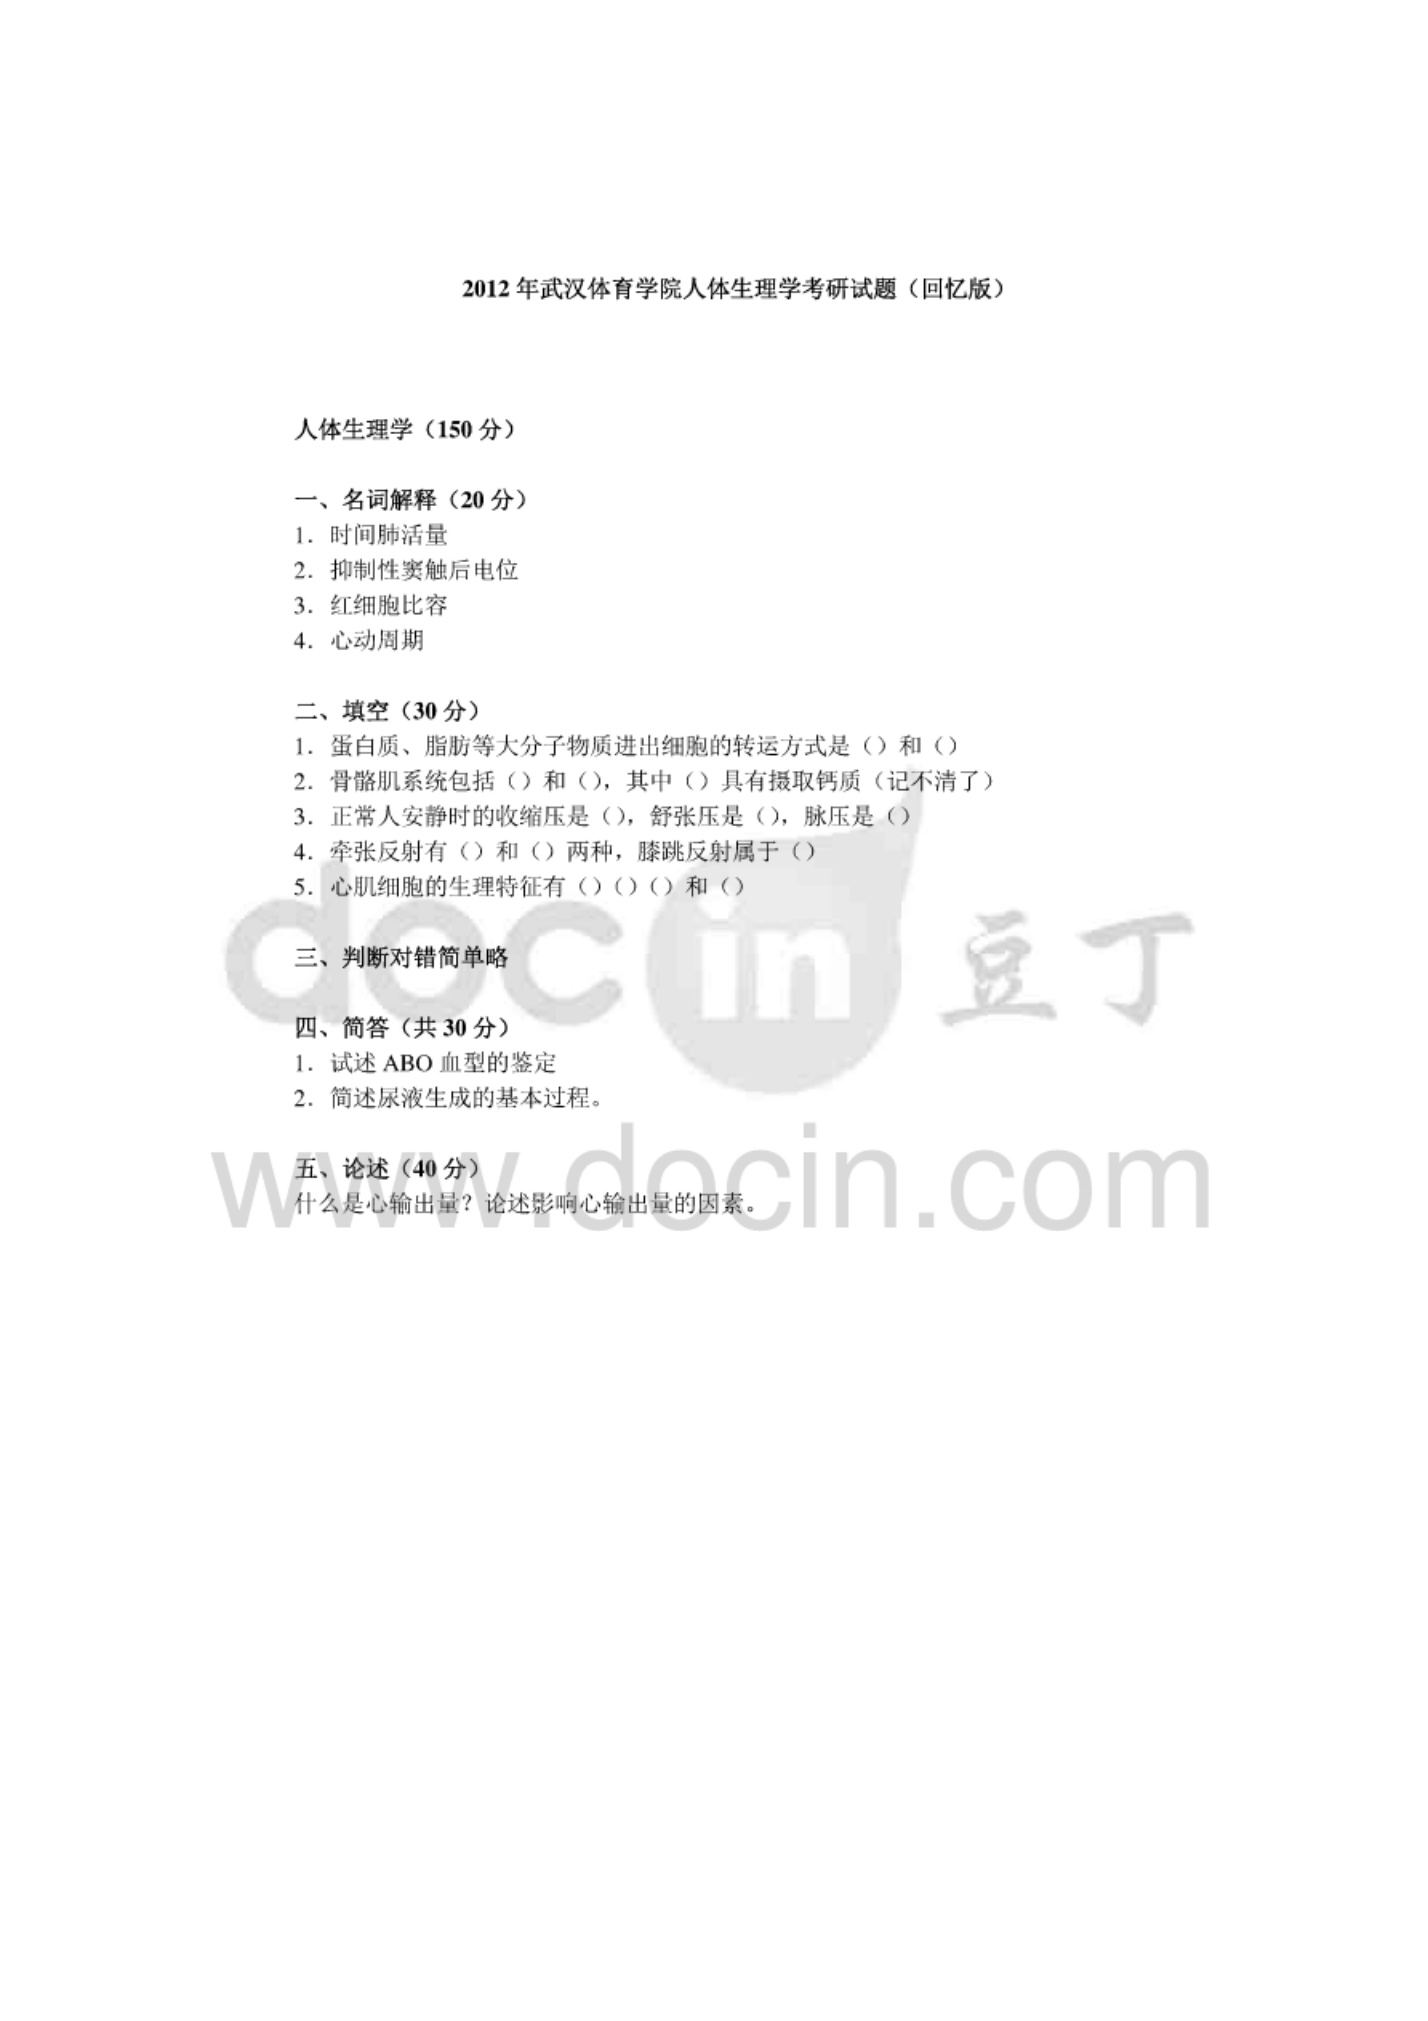 2012 年武汉体育学院人体生理学考研试题（回忆版）
人体生理学（150 分）
一、名词解释（20 分）
1．时间肺活量
2．抑制性窦触后电位
3．红细胞比容
4．心动周期
二、填空（30 分）
1．蛋白质、脂肪等大分子物质进出细胞的转运方式是（）和（）
2．骨骼肌系统包括（）和（），其中（）具有摄取钙质（记不清了）
3．正常人安静时的收缩压是（），舒张压是（），脉压是（）
4．牵张反射有（）和（）两种，膝跳反射属于（）
5．心肌细胞的生理特征有（）（）（）和（）
三、判断对错简单略
四、简答（共 30 分）
1．试述 ABO 血型的鉴定
2．简述尿液生成的基本过程。
五、论述（40 分）
什么是心输出量？论述影响心输出量的因素。
docin 豆丁
www.docin.com